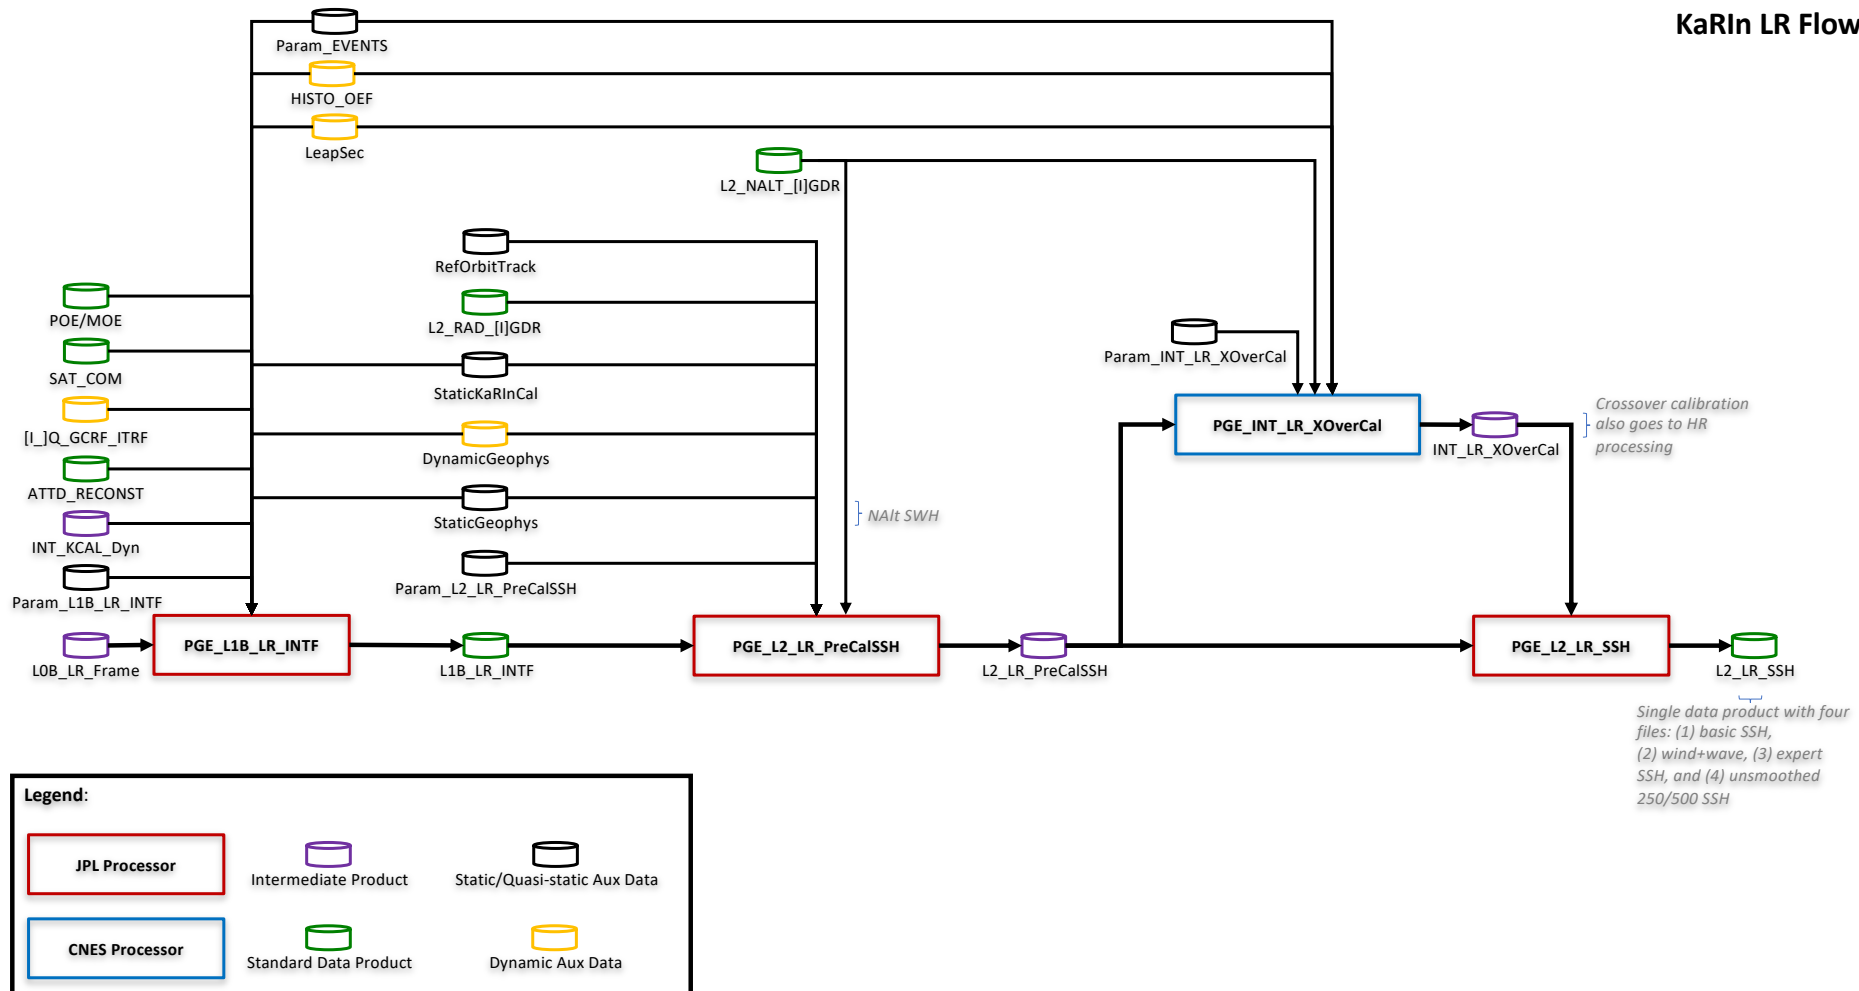 KaRIn LR Flow
Param_EVENTS
HISTO_OEF
LeapSec
L2_NALT_[I]GDR
RefOrbitTrack
L2_RAD_[I]GDR
POE/MOE
SAT_COM
StaticKaRInCal
Param_INT_LR_XOverCal
[I_]Q_GCRF_ITRF
DynamicGeophys
PGE_INT_LR_XOverCal
INT_LR_XOverCal
Crossover calibration
also goes to HR
processing
ATTD_RECONST
StaticGeophys
NAlt SWH
INT_KCAL_Dyn
Param_L1B_LR_INTF
Param_L2_LR_PreCalSSH
L0B_LR_Frame
PGE_L1B_LR_INTF
L1B_LR_INTF
PGE_L2_LR_PreCalSSH
L2_LR_PreCalSSH
PGE_L2_LR_SSH
L2_LR_SSH
Single data product with four
files: (1) basic SSH,
(2) wind+wave, (3) expert
SSH, and (4) unsmoothed
250/500 SSH
Legend:
JPL Processor
Intermediate Product
Static/Quasi-static Aux Data
CNES Processor
Standard Data Product
Dynamic Aux Data